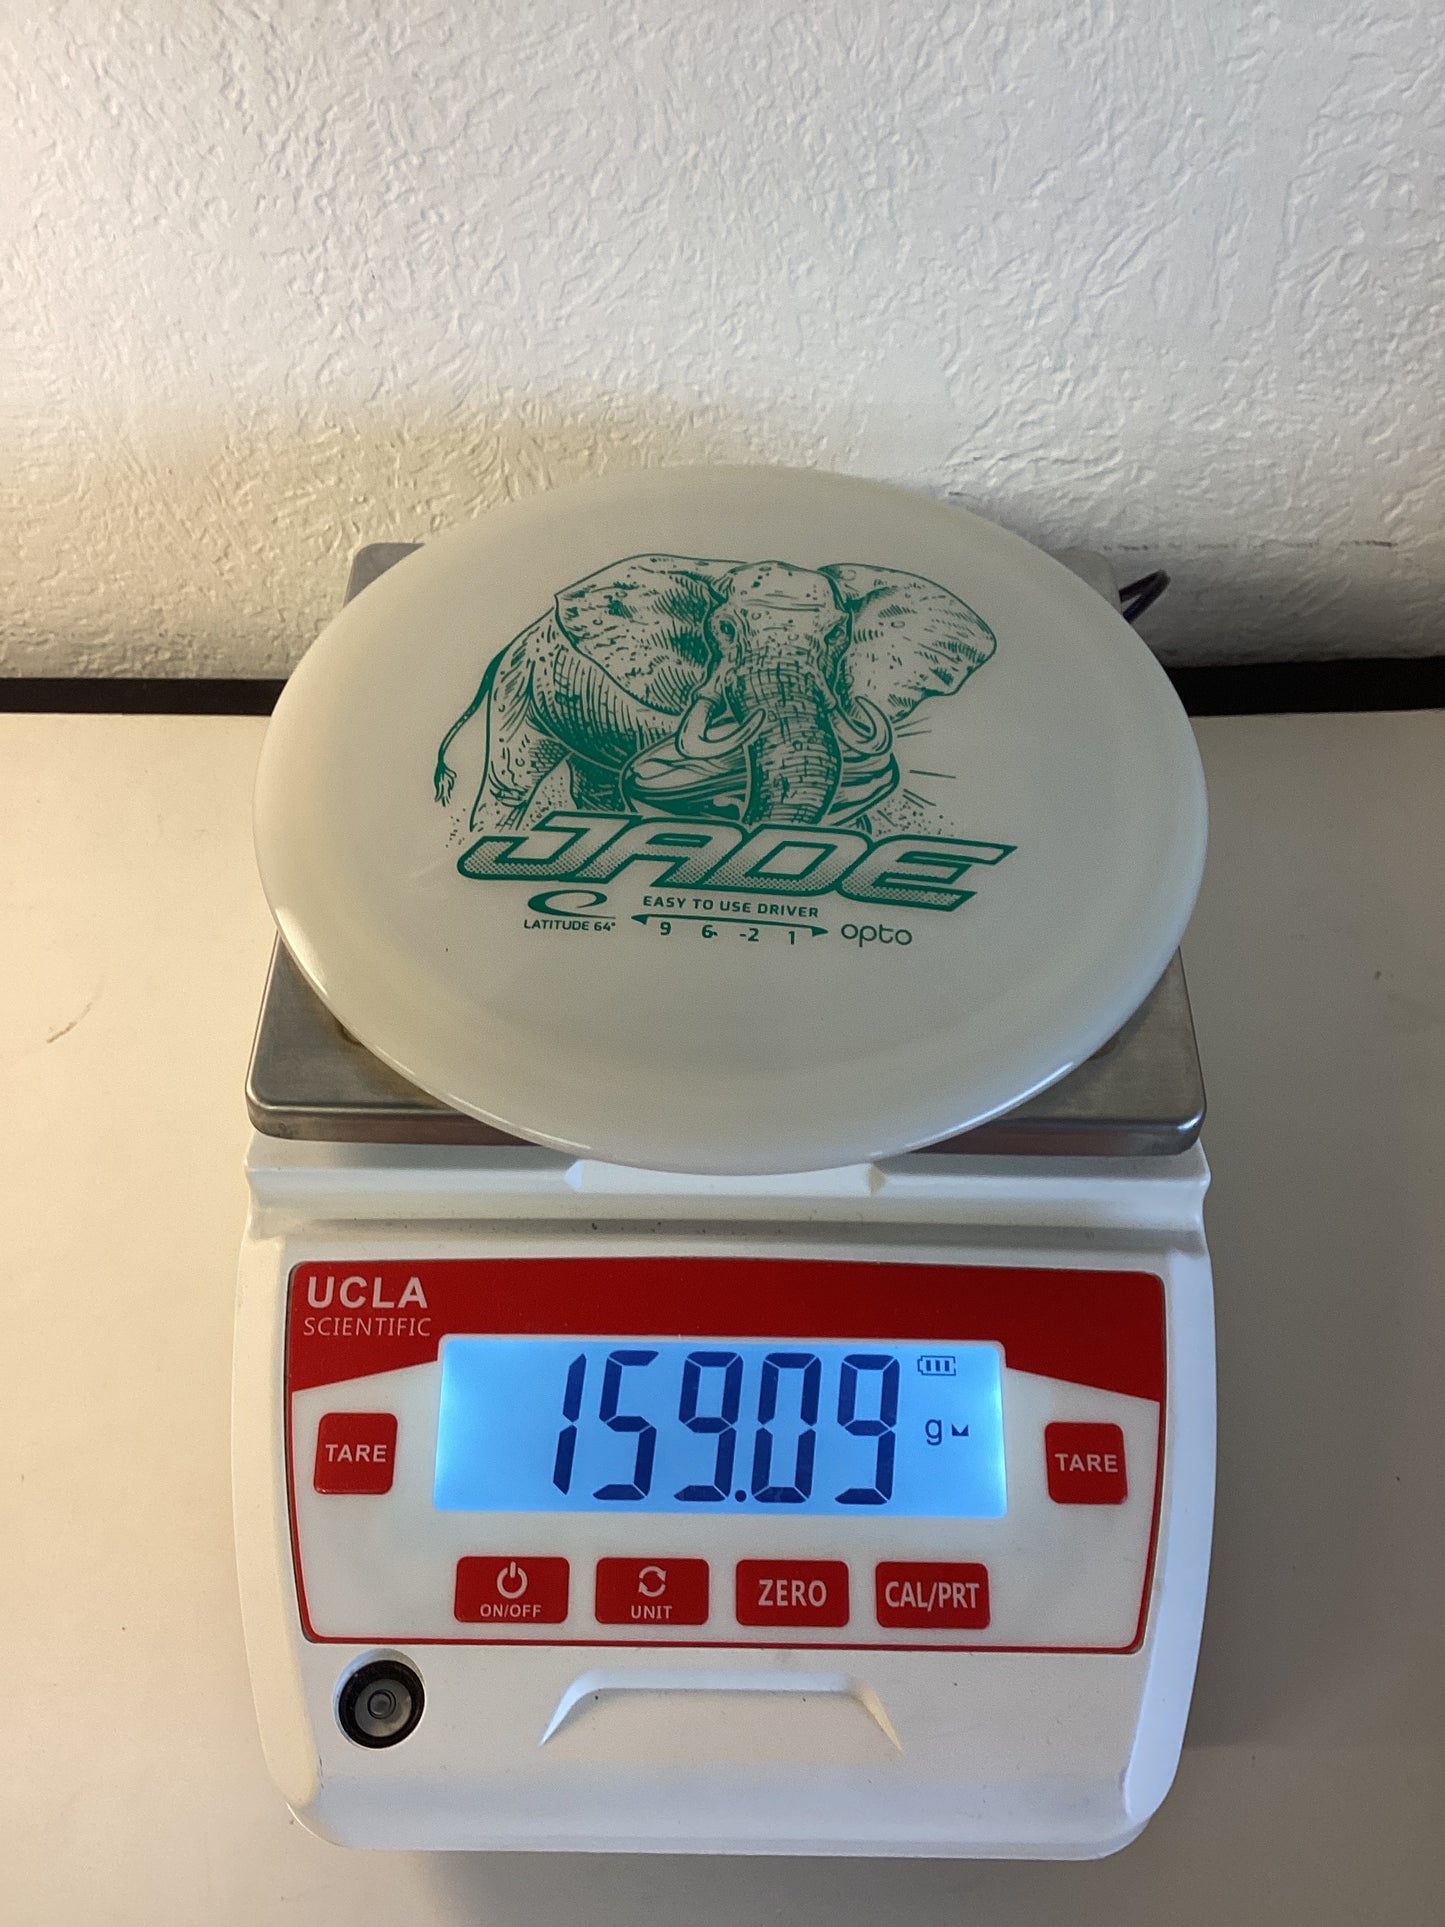 JADE
EASY TO USE DRIVER
LATITUDE 64° 9 6 -2 1 opto
UCLA
SCIENTIFIC
159.09 g
TARE
TARE
ON/OFF
UNIT
ZERO
CAL/PRT